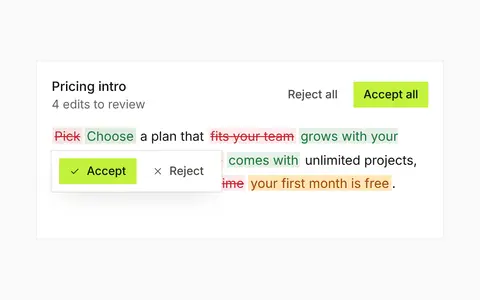 Pricing intro
4 edits to review
Reject all
Accept all
Pick Choose a plan that fits your team grows with your
comes with unlimited projects,
Accept
Reject
your first month is free.